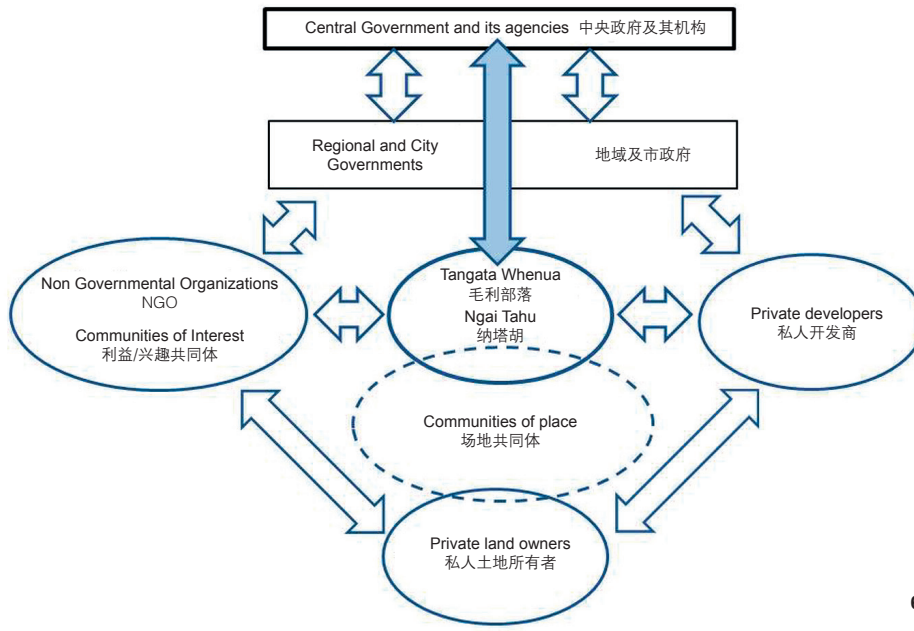 Central Government and its agencies 中央政府及其机构
Regional and City
Governments
地域及市政府
Non Governmental Organizations
NGO
Communities of Interest
利益/兴趣共同体
Tangata Whenua
毛利部落
Ngai Tahu
纳塔胡
Private developers
私人开发商
Communities of place
场地共同体
Private land owners
私人土地所有者